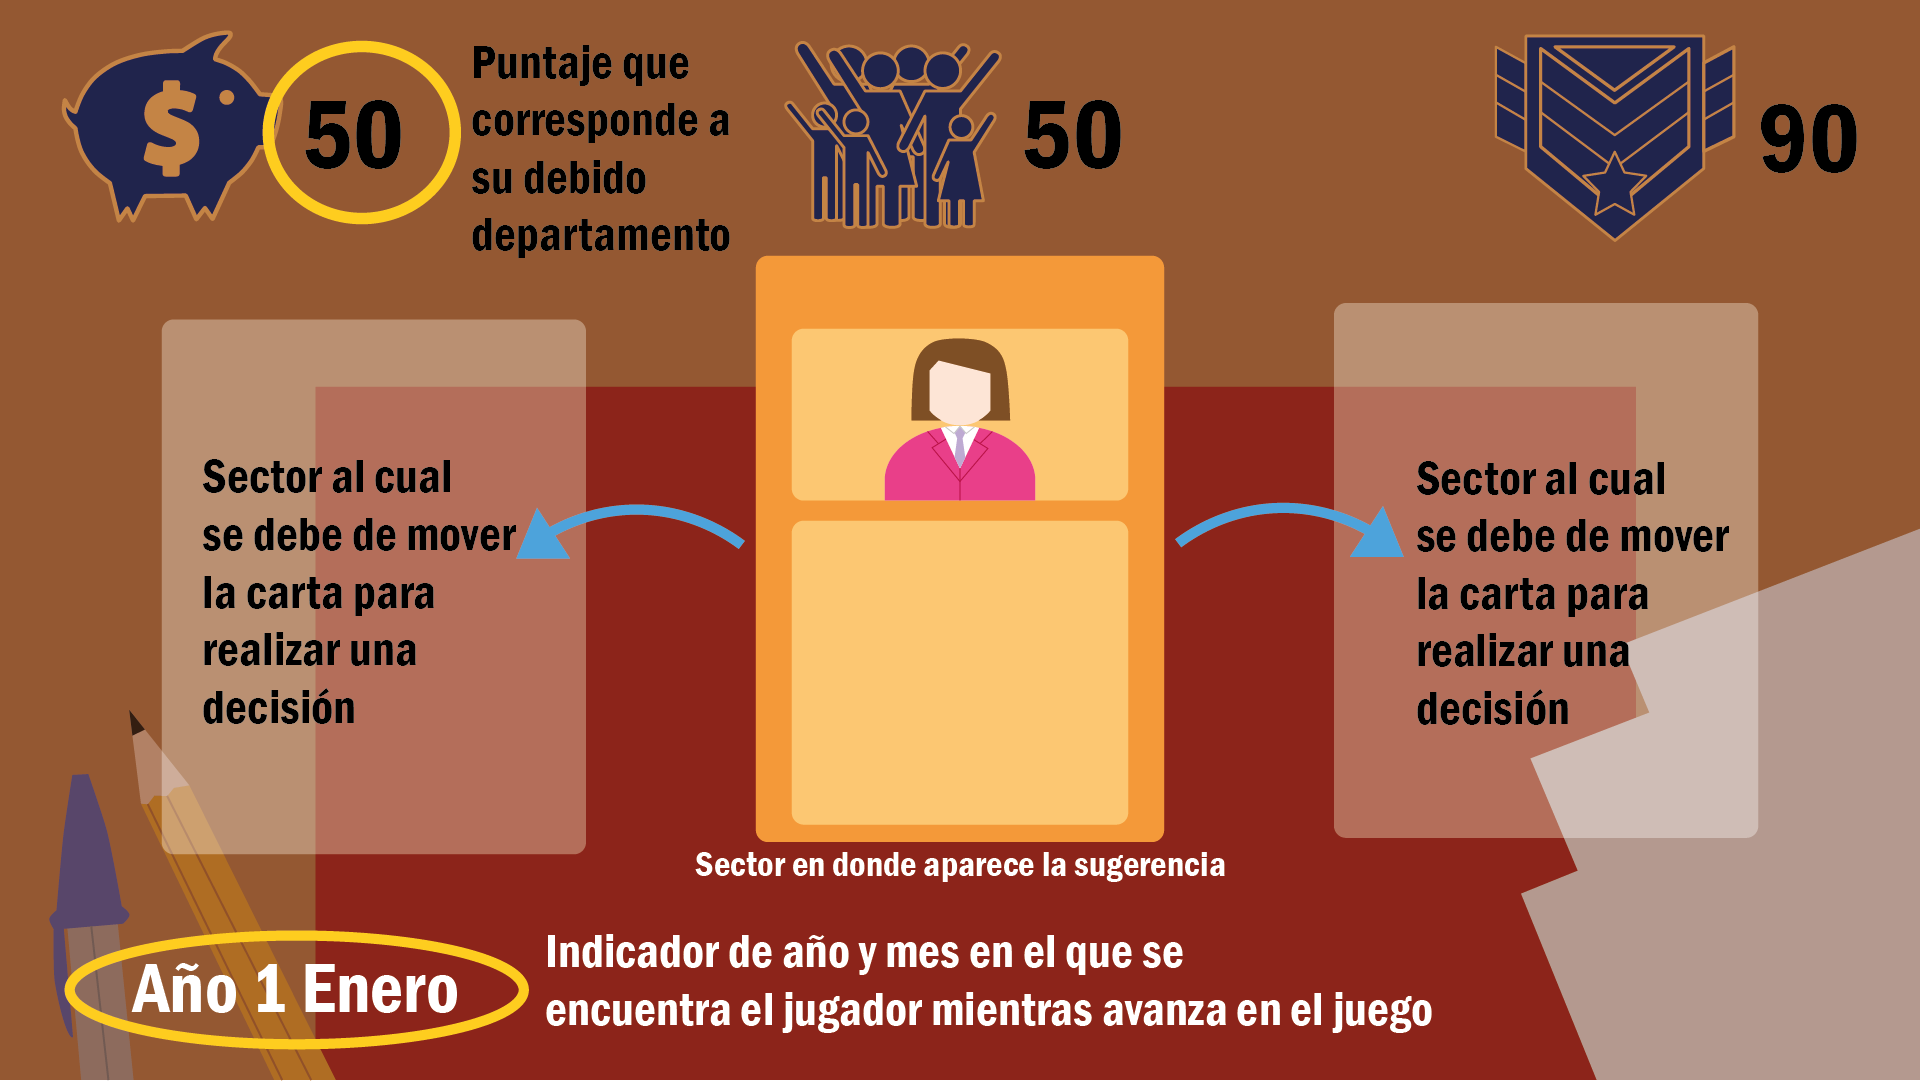 50
Puntaje que
corresponde a
su debido
departamento
50
90
Sector al cual
se debe de mover
la carta para
realizar una
decisión
Sector al cual
se debe de mover
la carta para
realizar una
decisión
Sector en donde aparece la sugerencia
Año 1 Enero
Indicador de año y mes en el que se
encuentra el jugador mientras avanza en el juego